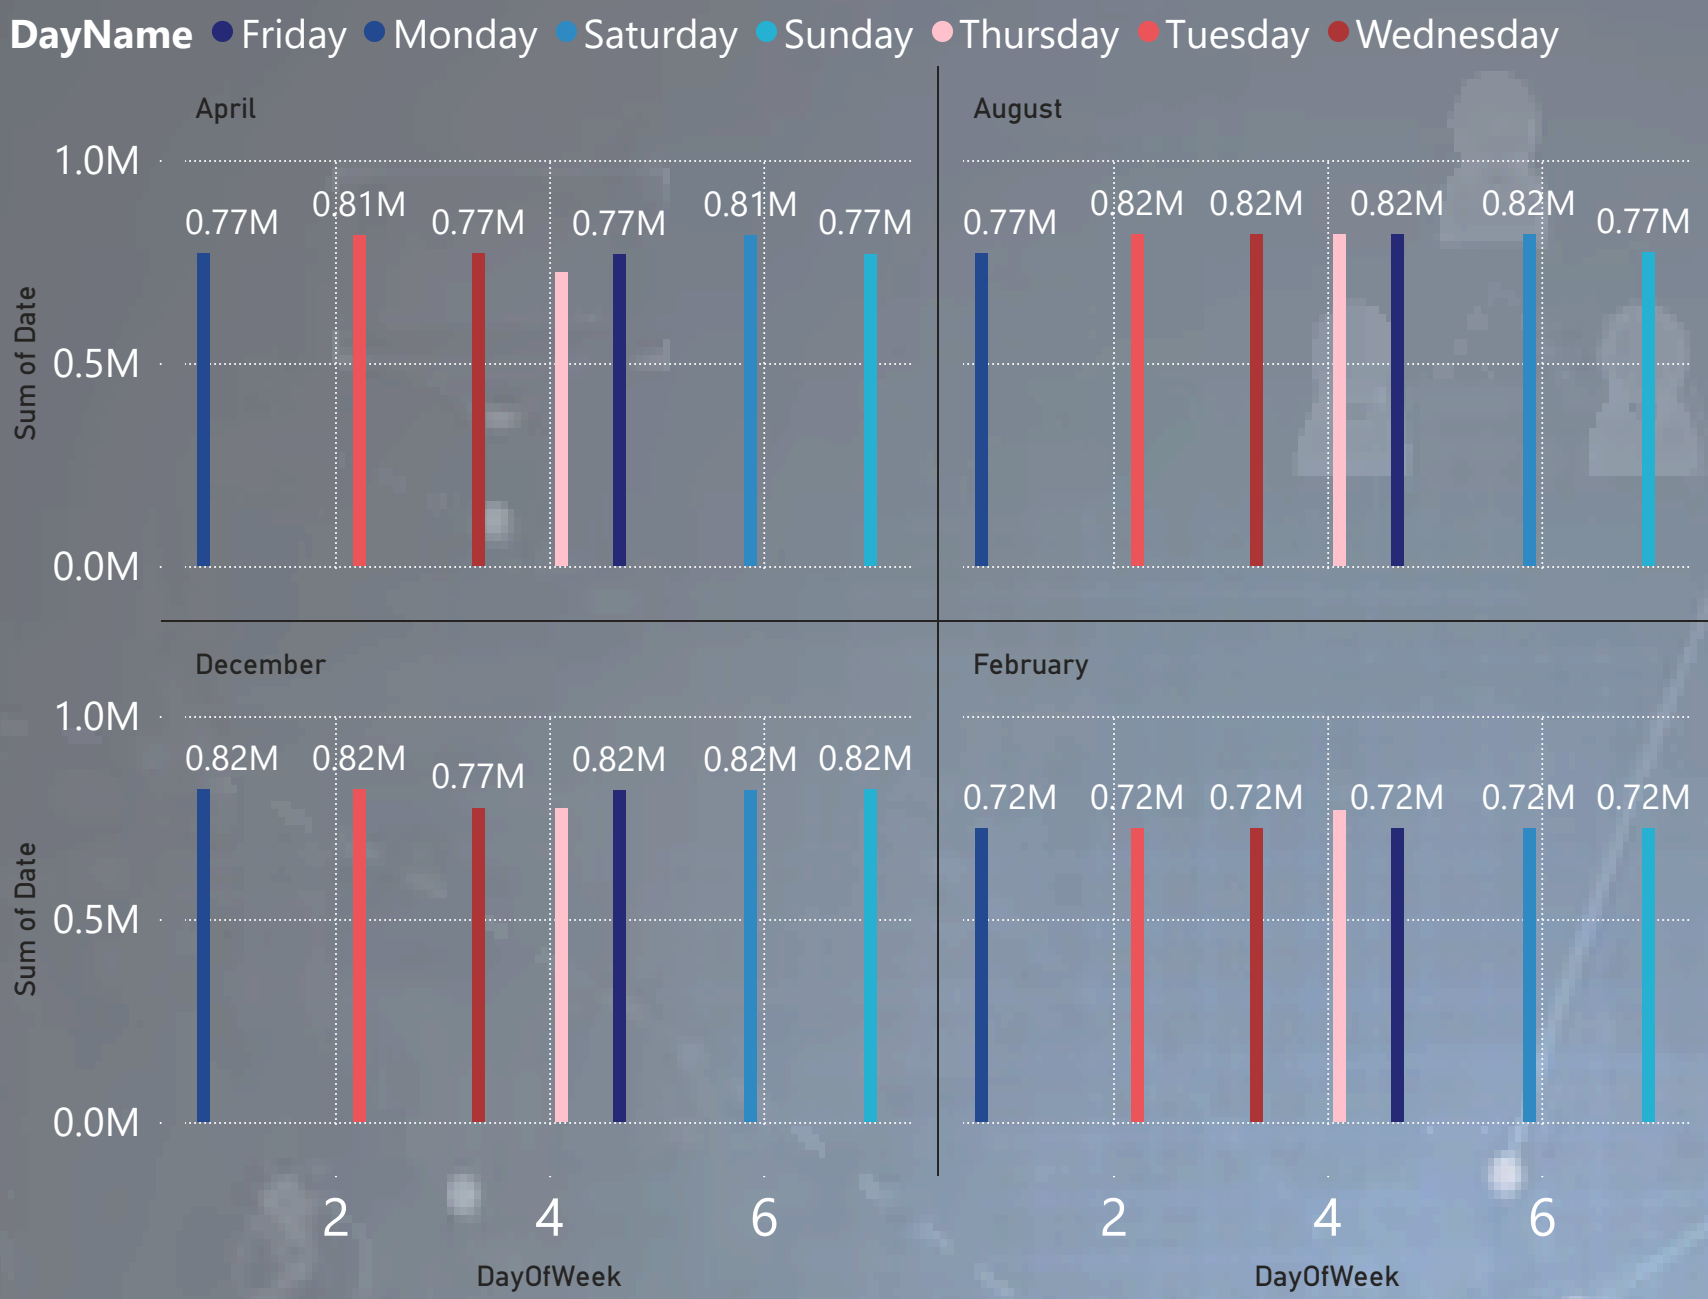 DayName Friday Monday Saturday Sunday Thursday Tuesday Wednesday
April
August
1.0M
0.77M 0.81M 0.77M 0.77M 0.81M 0.77M
0.77M 0.82M 0.82M 0.82M 0.82M 0.77M
0.5M
0.0M
Sum of Date
December
February
1.0M
0.82M 0.82M 0.77M 0.82M 0.82M 0.82M
0.72M 0.72M 0.72M 0.72M 0.72M 0.72M
0.5M
0.0M
Sum of Date
2 4 6
2 4 6
DayOfWeek
DayOfWeek